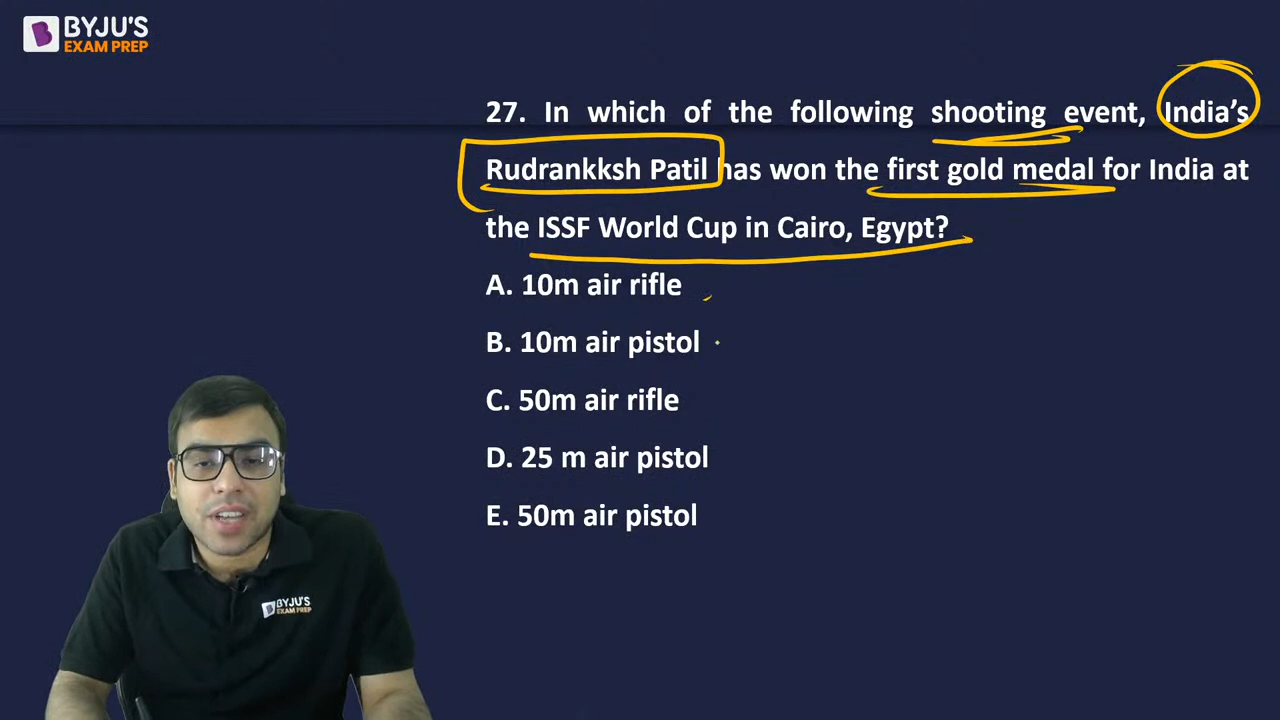 BYJU'S
EXAM PREP
27. In which of the following shooting event, India's
Rudrankksh Patil has won the first gold medal for India at
the ISSF World Cup in Cairo, Egypt?
A. 10m air rifle
B. 10m air pistol
C. 50m air rifle
D. 25 m air pistol
E. 50m air pistol
BYJU'S
EXAM PREP